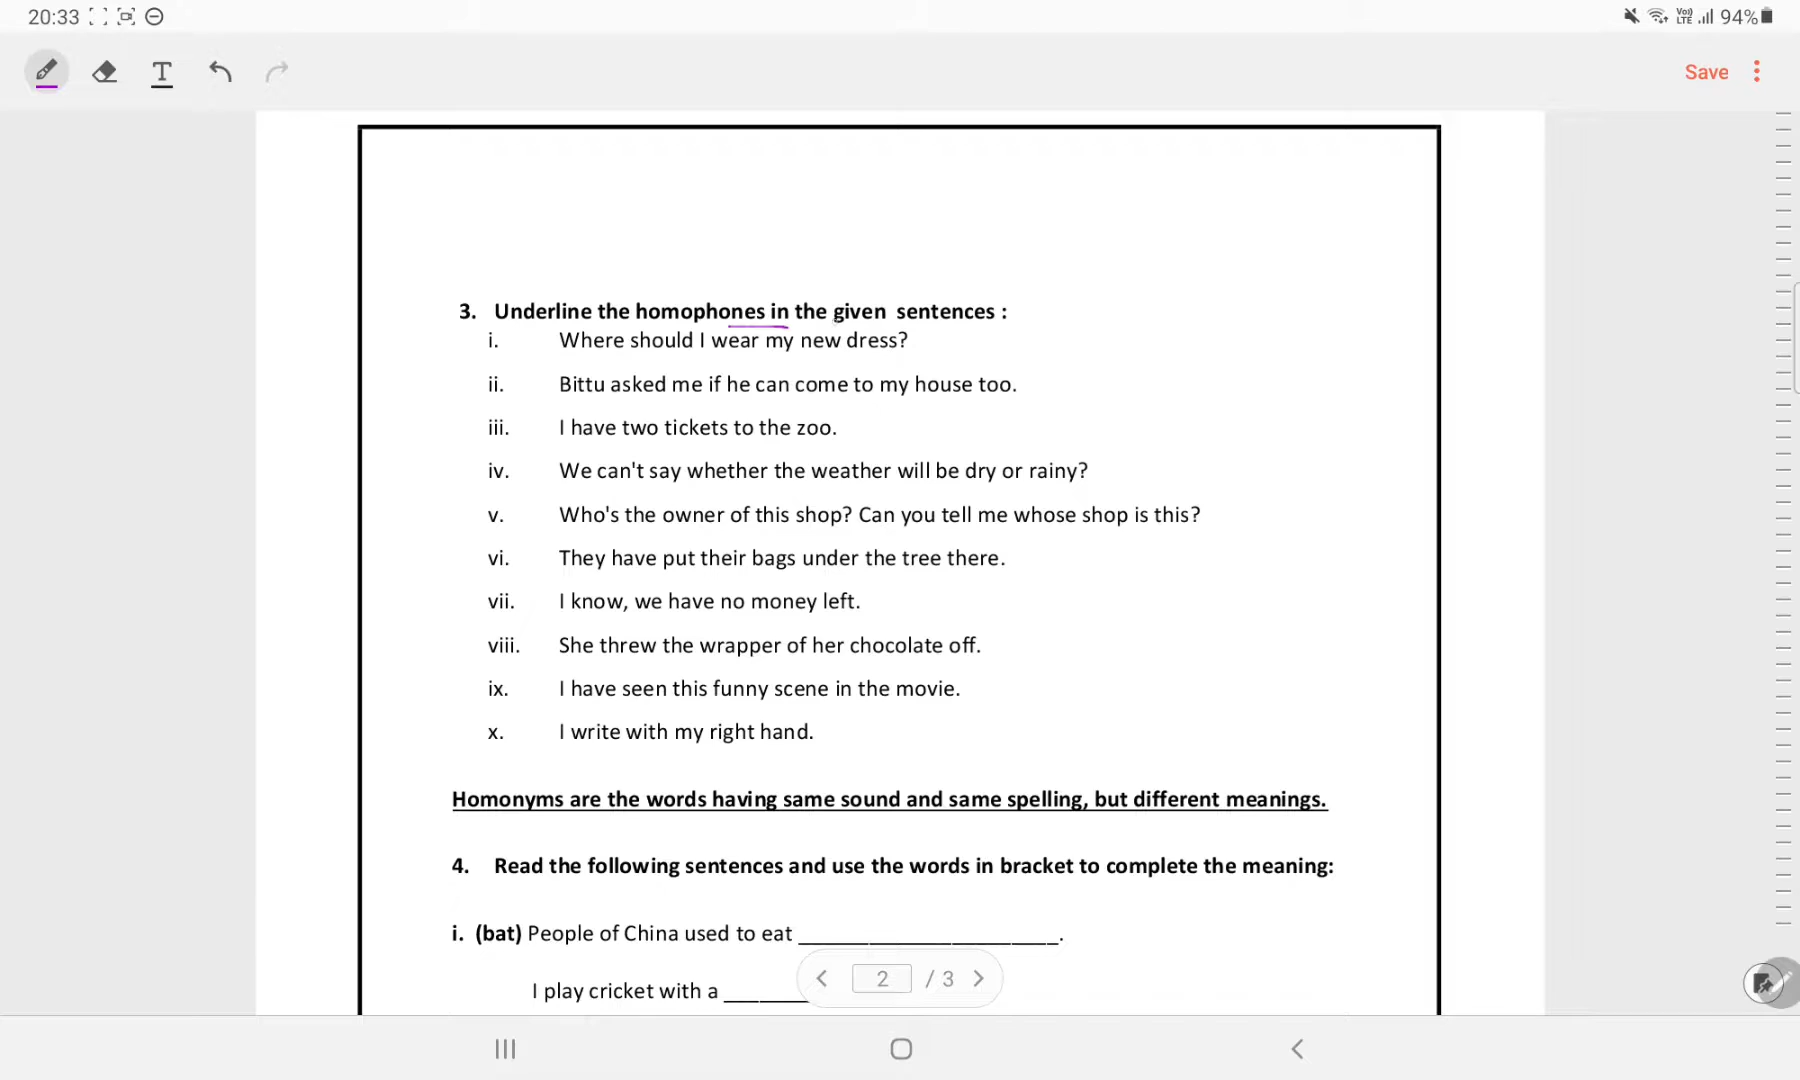 20:33
Vo)) LTE 94%
T
Save
3. Underline the homophones in the given sentences :
i. Where should I wear my new dress?
ii. Bittu asked me if he can come to my house too.
iii. I have two tickets to the zoo.
iv. We can't say whether the weather will be dry or rainy?
v. Who's the owner of this shop? Can you tell me whose shop is this?
vi. They have put their bags under the tree there.
vii. I know, we have no money left.
viii. She threw the wrapper of her chocolate off.
ix. I have seen this funny scene in the movie.
x. I write with my right hand.
Homonyms are the words having same sound and same spelling, but different meanings.
4. Read the following sentences and use the words in bracket to complete the meaning:
i. (bat) People of China used to eat ______________________.
I play cricket with a _______
2 / 3